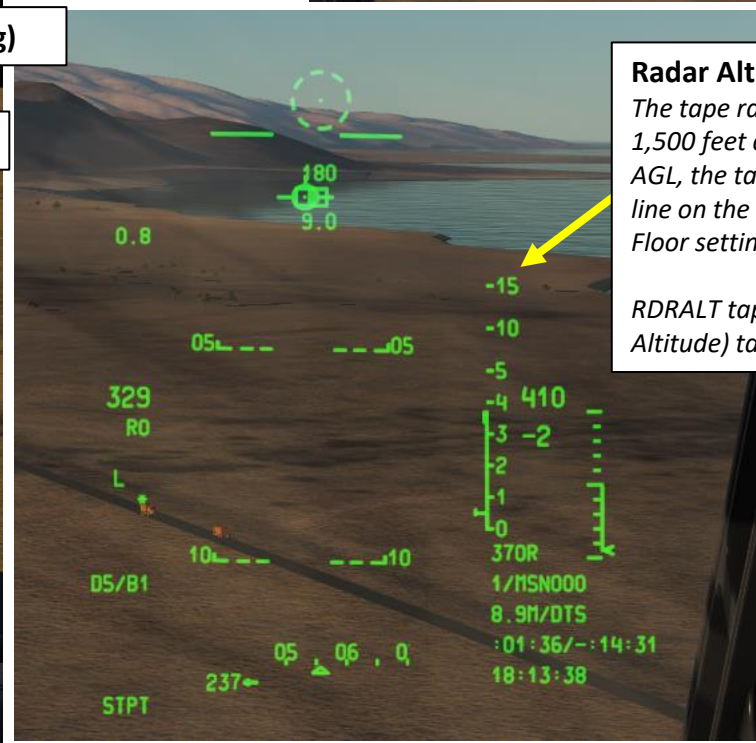 g)
Radar Alt
The tape ra
1,500 feet a
AGL, the ta
line on the
Floor settin
RDRALT tap
Altitude) ta
180
9.0
0.8
-15
-10
05 05
-5
329
-4 410
R0
-3 -2
-2
L
-1
-0
10 10
370R
D5/B1
1/MSN000
8.9M/DTS
:01:36/-:14:31
05 . 06 . 0
237
18:13:38
STPT